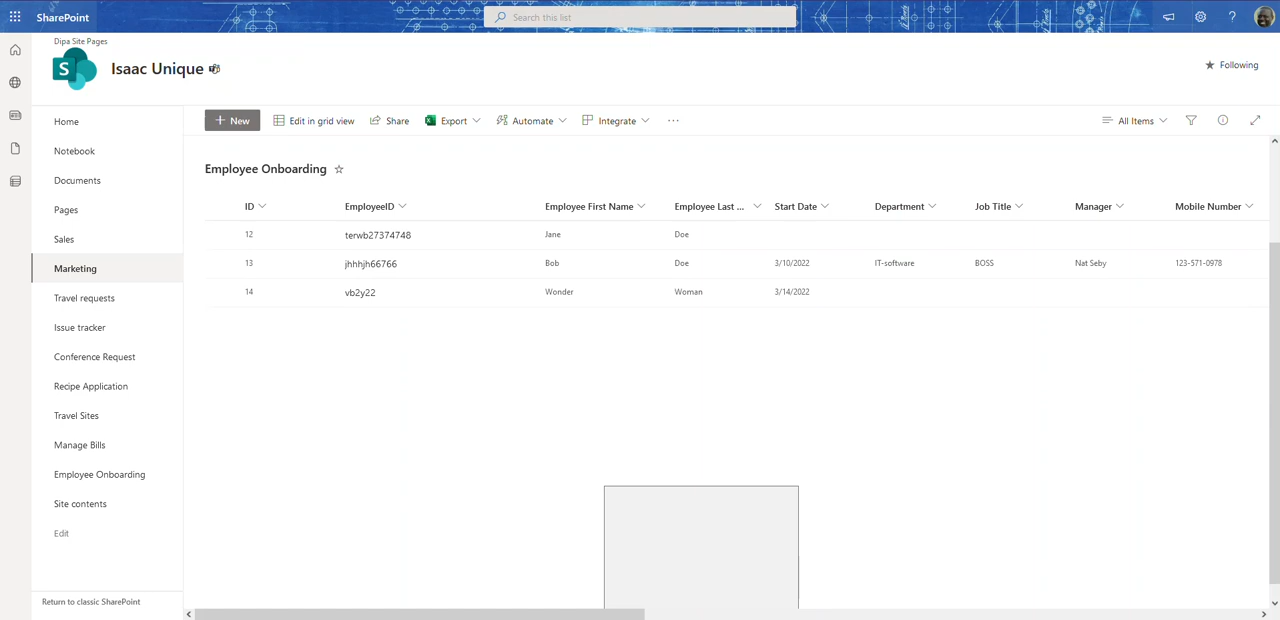 SharePoint
Search this list
?
Dipa Site Pages
S
Isaac Unique
Following
Home
Notebook
Documents
Pages
Sales
Marketing
Travel requests
Issue tracker
Conference Request
Recipe Application
Travel Sites
Manage Bills
Employee Onboarding
Site contents
Edit
Return to classic SharePoint
+ New Edit in grid view Share Export Automate Integrate ··· All Items
Employee Onboarding
ID EmployeeID Employee First Name Employee Last ... Start Date Department Job Title Manager Mobile Number
12 terwb27374748 Jane Doe
13 jhhhjh66766 Bob Doe 3/10/2022 IT-software BOSS Nat Seby 123-571-0978
14 vb2y22 Wonder Woman 3/14/2022